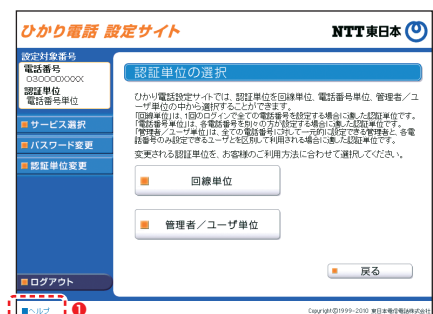 ひかり電話 設定サイト
NTT東日本
設定対象番号
電話番号
030000XXXX
認証単位
電話番号単位
サービス選択
パスワード変更
認証単位変更
ログアウト
ヘルプ
1
認証単位の選択
ひかり電話設定サイトでは、認証単位を回線単位、電話番号単位、管理者／ユ
ーザ単位の中から選択することができます。
「回線単位」は、1回のログインで全ての電話番号を設定する場合に適した認証単位です。
「電話番号単位」は、各電話番号を別々の方が設定する場合に適した認証単位です。
「管理者／ユーザ単位」は、全ての電話番号に対して一元的に設定できる管理者と、各電
話番号のみ設定できるユーザとを区別して利用される場合に適した認証単位です。
変更される認証単位を、お客様のご利用方法に合わせて選択してください。
回線単位
管理者／ユーザ単位
戻る
Copyright©1999-2010 東日本電信電話株式会社